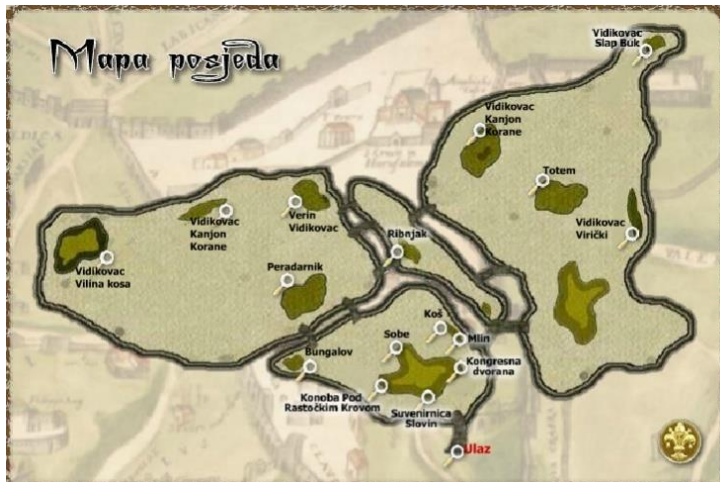 Mapa posjeda
Vidikovac
Slap Buk
Vidikovac
Kanjon
Korane
Totem
Vidikovac
Virički
Verin
Vidikovac
Vidikovac
Kanjon
Korane
Ribnjak
Vidikovac
Vilina kosa
Peradarnik
Koš
Sobe
Mlin
Bungalov
Kongresna
dvorana
Konoba Pod
Rastočkim Krovom
Suvenirnica
Slovin
Ulaz